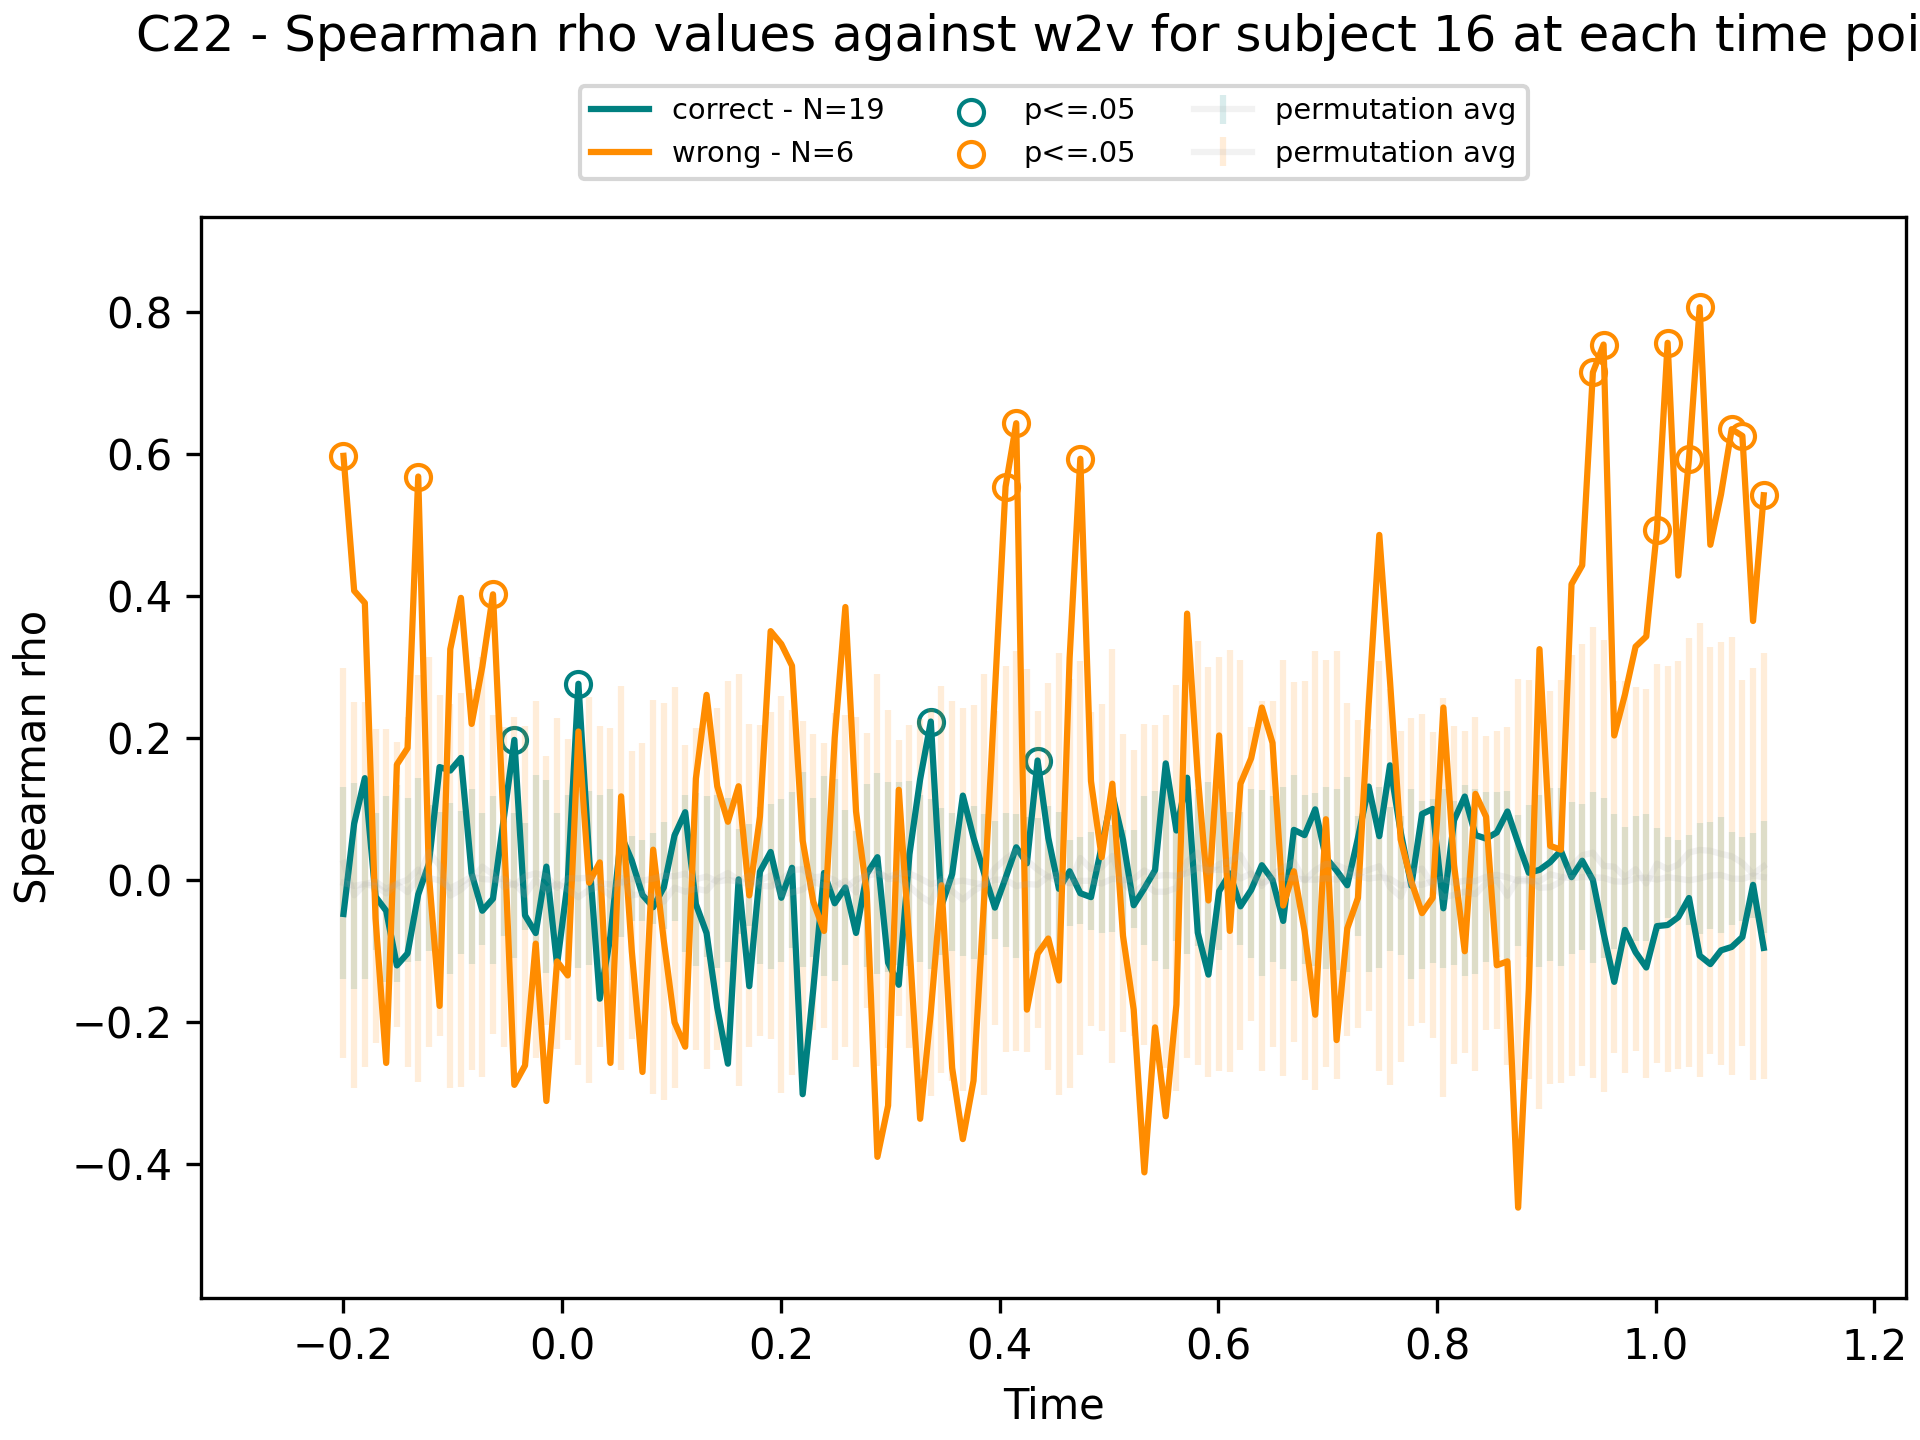 C22 - Spearman rho values against w2v for subject 16 at each time poi
correct - N=19
wrong - N=6
p<=.05
p<=.05
permutation avg
permutation avg
Spearman rho
0.8
0.6
0.4
0.2
0.0
−0.2
−0.4
−0.2
0.0
0.2
0.4
0.6
0.8
1.0
1.2
Time